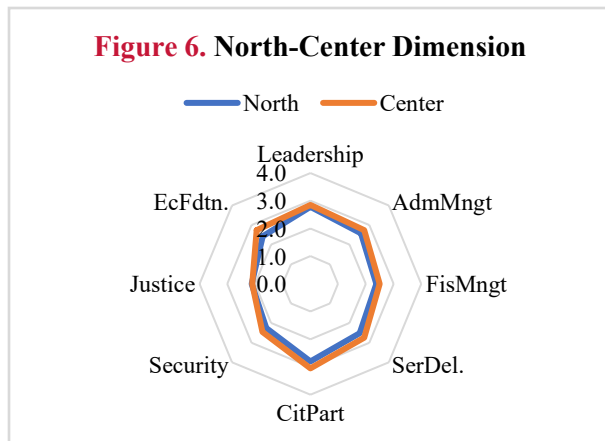 Figure 6. North-Center Dimension
North Center
Leadership
4.0
EcFdtn. 3.0 AdmMngt
2.0
1.0
Justice 0.0 FisMngt
Security SerDel.
CitPart